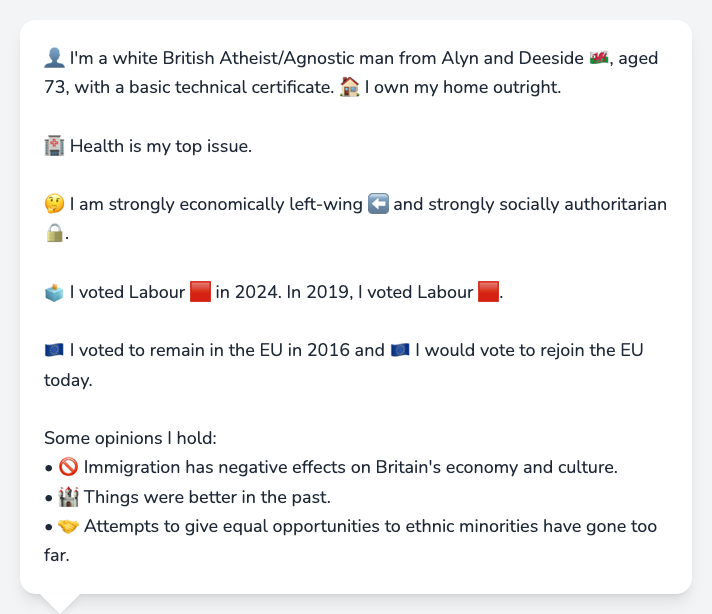 👤 I'm a white British Atheist/Agnostic man from Alyn and Deeside 🏴󠁧󠁢󠁷󠁬󠁳󠁿, aged
73, with a basic technical certificate. 🏠 I own my home outright.
🏥 Health is my top issue.
🤔 I am strongly economically left-wing ⬅️ and strongly socially authoritarian
🔒.
🗳️ I voted Labour 🟥 in 2024. In 2019, I voted Labour 🟥.
🇪🇺 I voted to remain in the EU in 2016 and 🇪🇺 I would vote to rejoin the EU
today.
Some opinions I hold:
• 🚫 Immigration has negative effects on Britain's economy and culture.
• 🏰 Things were better in the past.
• 🤝 Attempts to give equal opportunities to ethnic minorities have gone too
far.